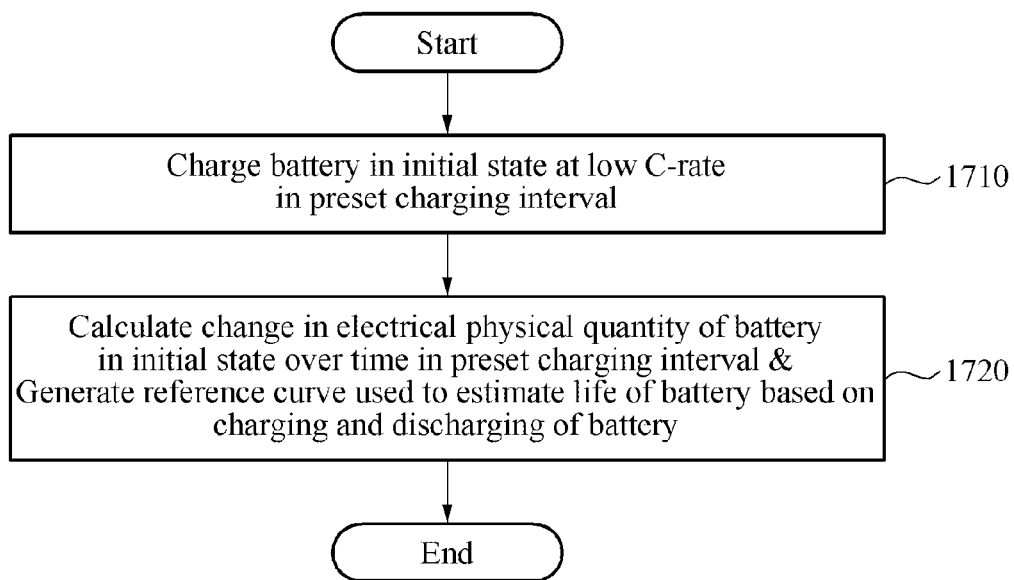 Start
Charge battery in initial state at low C-rate
in preset charging interval
1710
Calculate change in electrical physical quantity of battery
in initial state over time in preset charging interval &
Generate reference curve used to estimate life of battery based on
charging and discharging of battery
1720
End